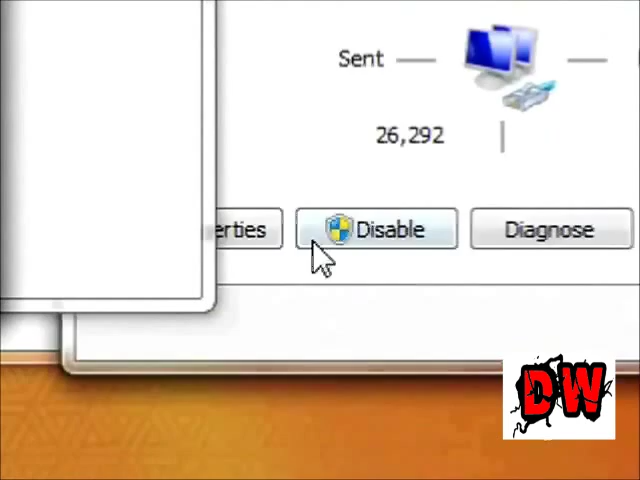 Sent
26,292
erties
Disable
Diagnose
DW